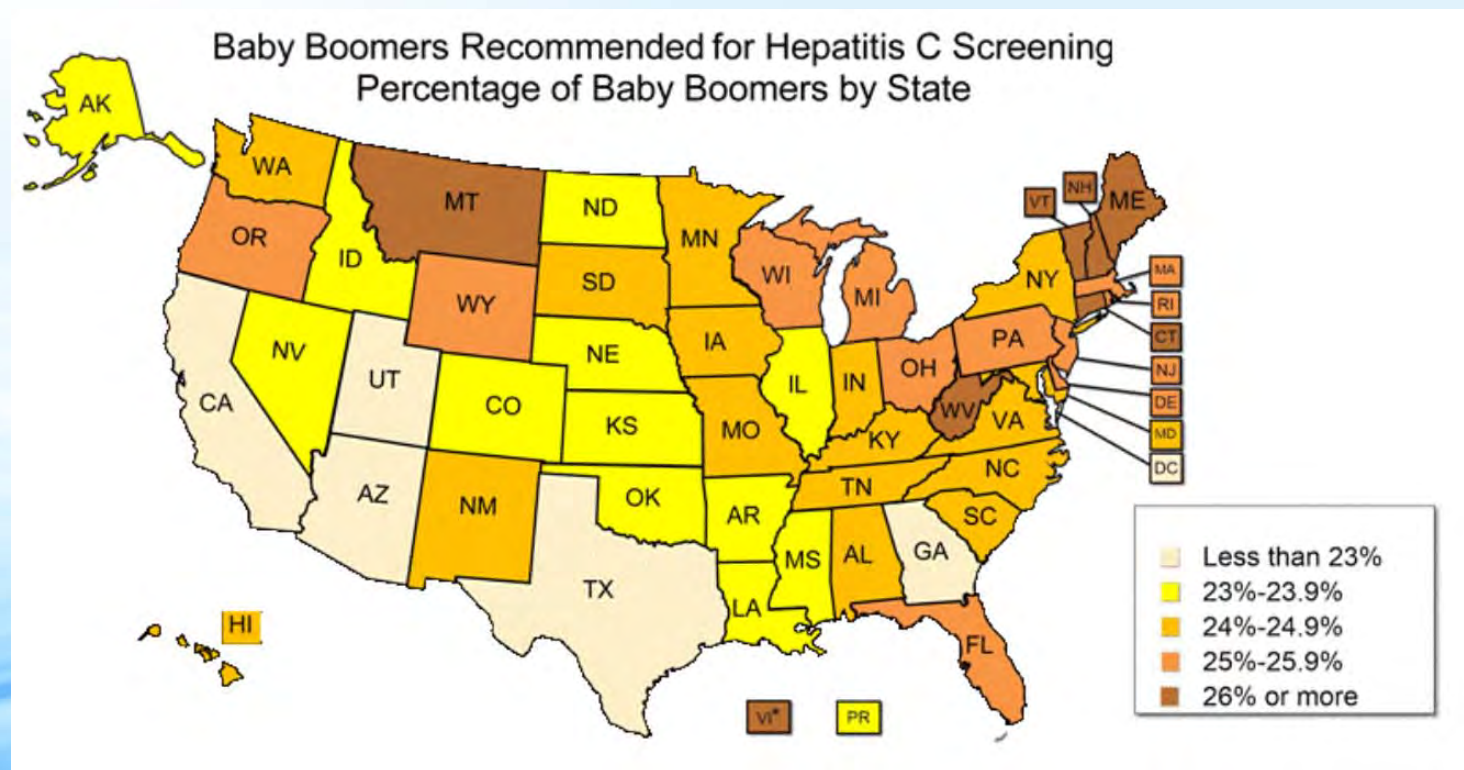 Baby Boomers Recommended for Hepatitis C Screening
Percentage of Baby Boomers by State
AK
WA
MT
ND
MN
VT
NH
ME
OR
ID
WY
SD
WI
MI
NY
MA
RI
CT
NJ
DE
MD
DC
NV
UT
CO
NE
IA
IL
IN
OH
PA
CA
KS
MO
KY
WV
VA
AZ
NM
OK
AR
TN
NC
SC
TX
LA
MS
AL
GA
FL
HI
VI*
PR
Less than 23%
23%-23.9%
24%-24.9%
25%-25.9%
26% or more